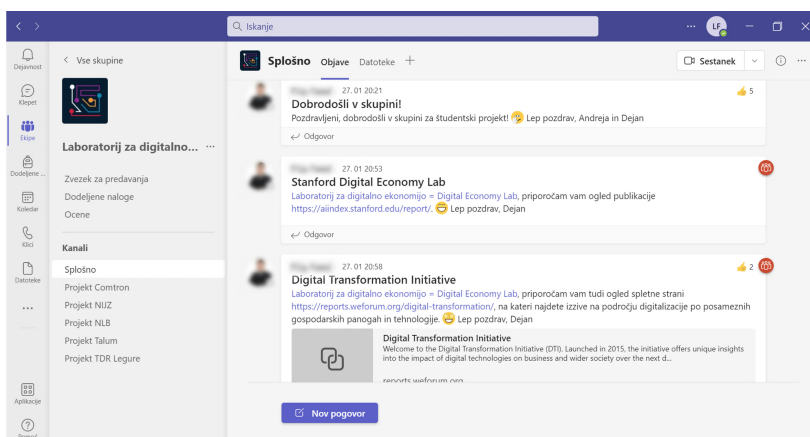 Iskanje
LF
Dejavnost
Klepet
Ekipe
Dodeljene ...
Koledar
Klici
Datoteke
Aplikacije
Vse skupine
Laboratorij za digitalno... ...
Zvezek za predavanja
Dodeljene naloge
Ocene
Kanali
Splošno
Projekt Comtron
Projekt NIJZ
Projekt NLB
Projekt Talum
Projekt TDR Legure
Splošno Objave Datoteke +
Sestanek
27. 01 20:21
5
Dobrodošli v skupini!
Pozdravljeni, dobrodošli v skupini za študentski projekt! Lep pozdrav, Andreja in Dejan
Odgovor
27. 01 20:53
Stanford Digital Economy Lab
Laboratorij za digitalno ekonomijo = Digital Economy Lab, priporočam vam ogled publikacije
https://aiindex.stanford.edu/report/. Lep pozdrav, Dejan
Odgovor
27. 01 20:58
2
Digital Transformation Initiative
Laboratorij za digitalno ekonomijo = Digital Economy Lab, priporočam vam tudi ogled spletne strani
https://reports.weforum.org/digital-transformation/, na kateri najdete izzive na področju digitalizacije po posameznih
gospodarskih panogah in tehnologije. Lep pozdrav, Dejan
Digital Transformation Initiative
Welcome to the Digital Transformation Initiative (DTI). Launched in 2015, the initiative offers unique insights
into the impact of digital technologies on business and wider society over the next d...
reports.weforum.org
Nov pogovor